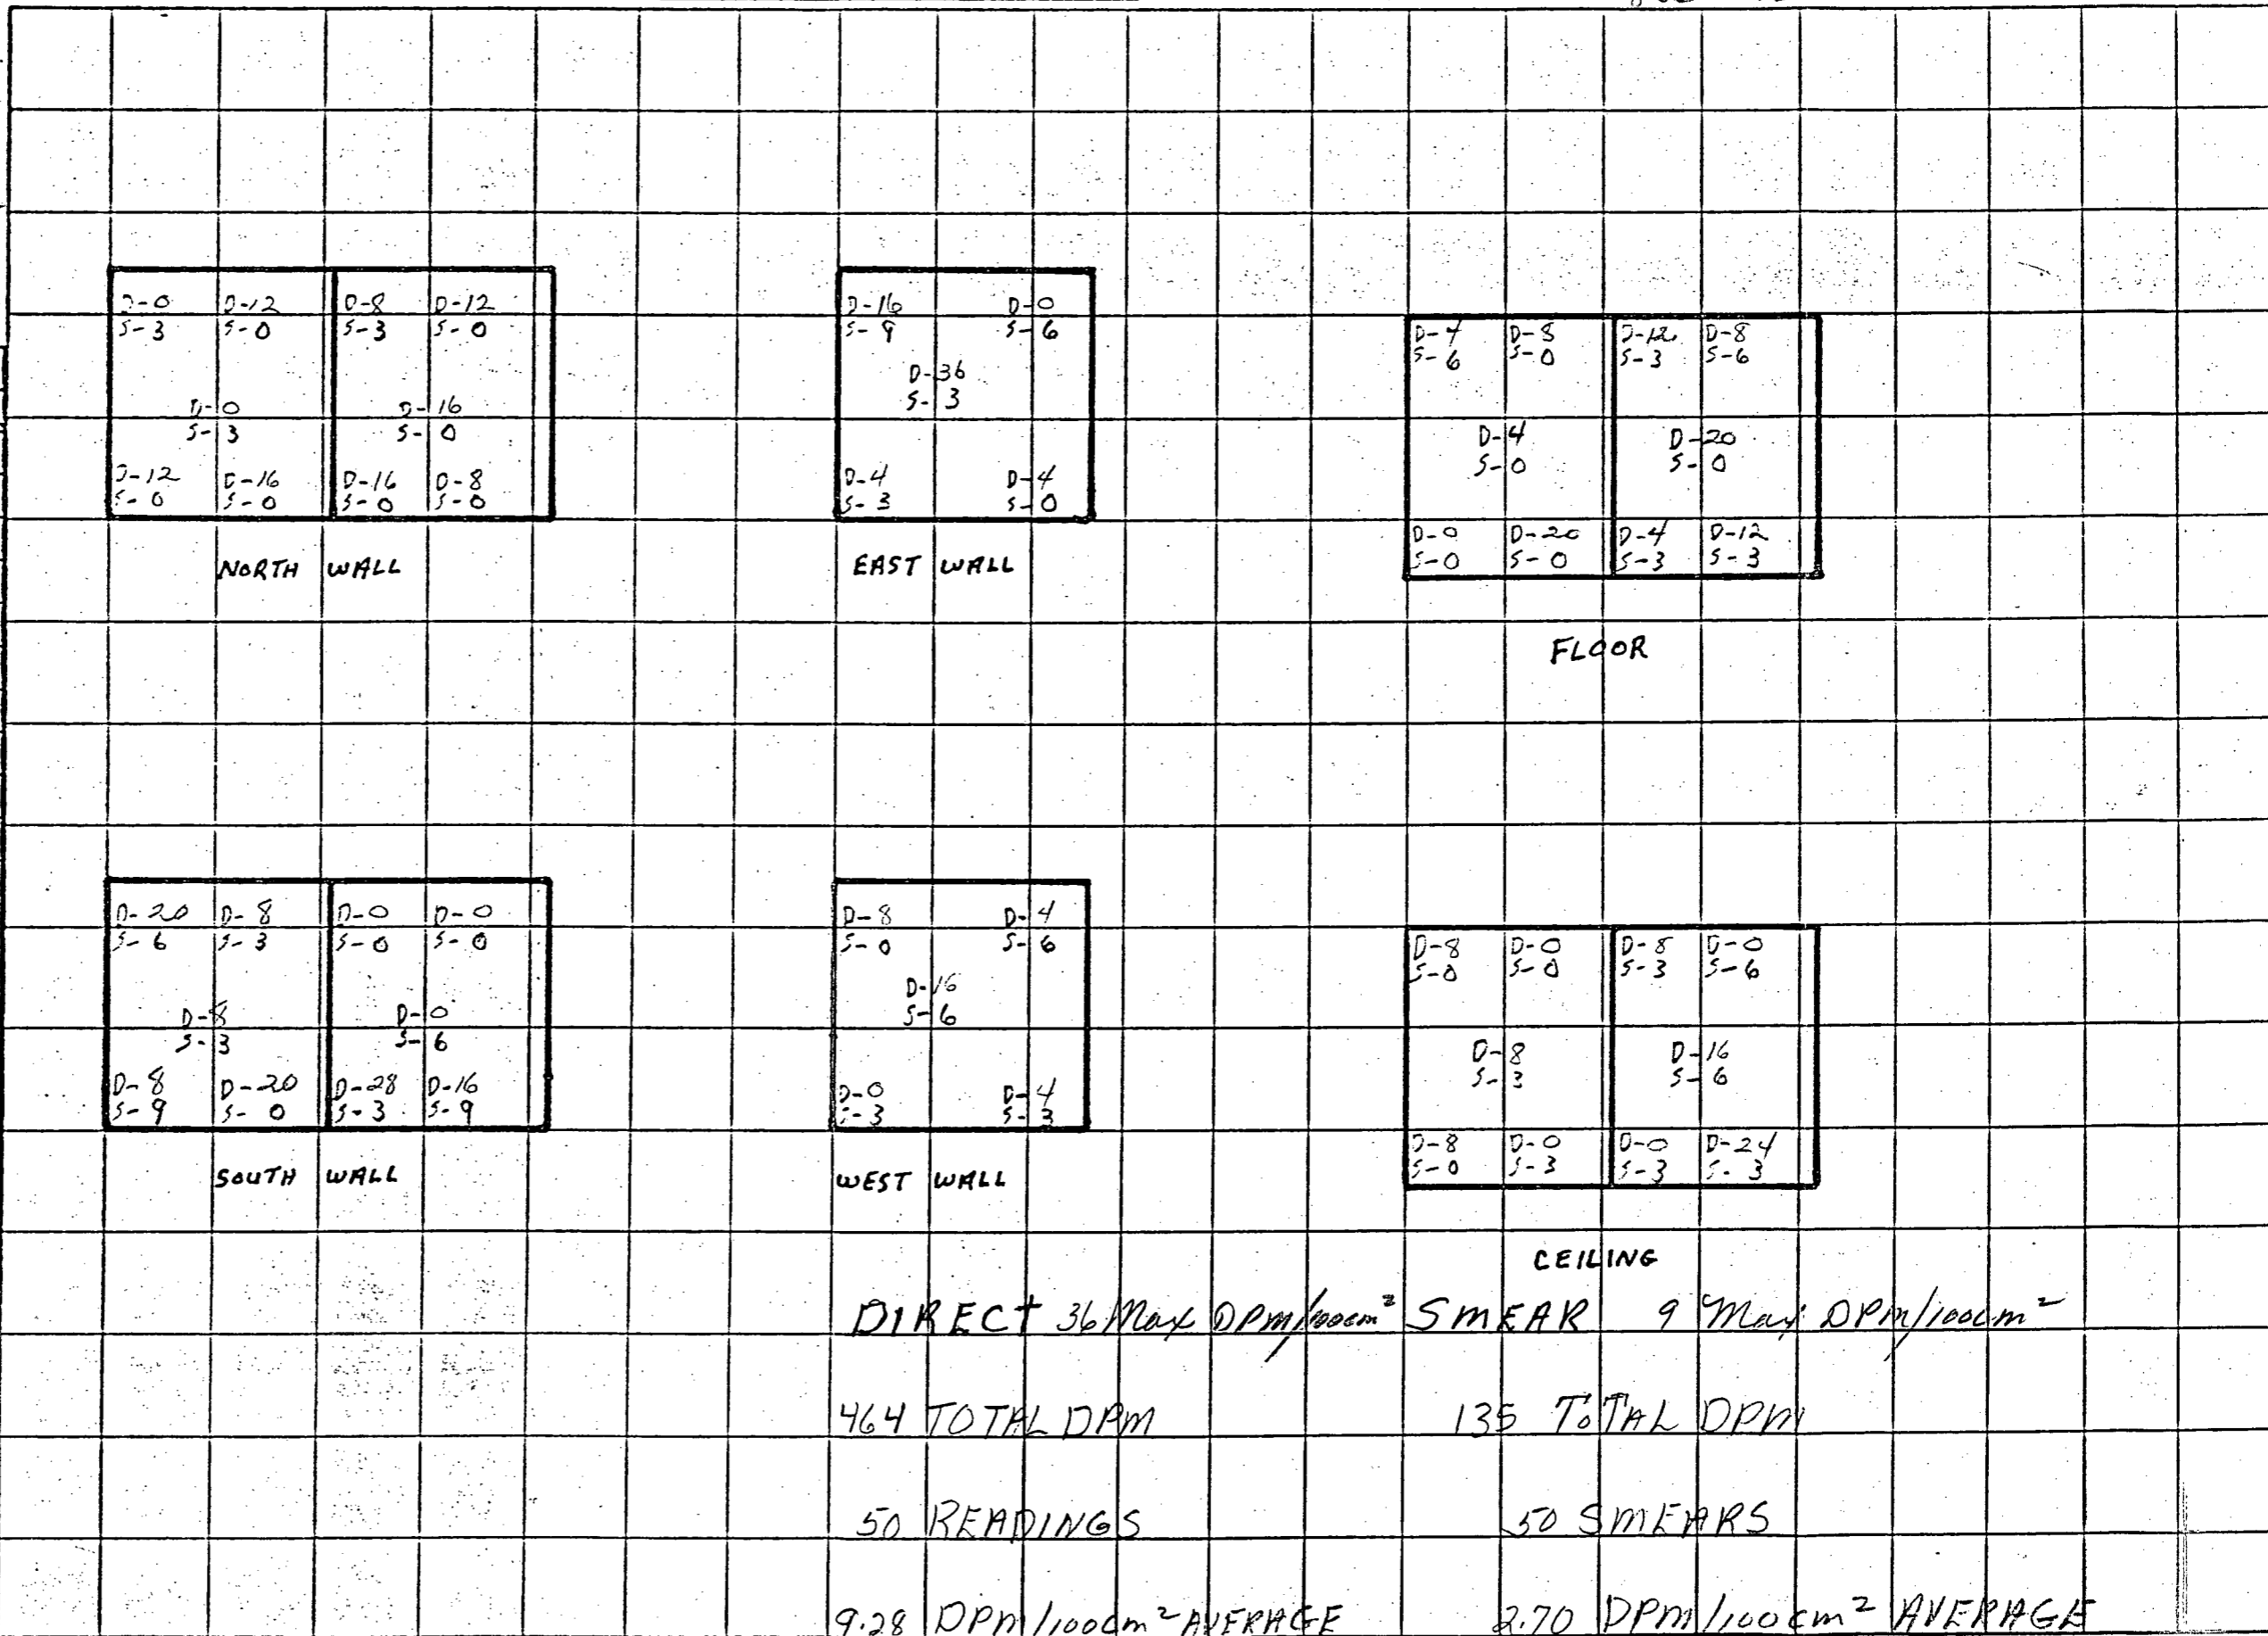 D-0 D-12 D-8 D-12
S-3 S-0 S-3 S-0
D-0 D-16
S-3 S-0
D-12 D-16 D-16 D-8
S-0 S-0 S-0 S-0
NORTH WALL
D-16 D-0
S-9 S-6
D-36
S-3
D-4 D-4
S-3 S-0
EAST WALL
D-8 D-12 D-8
S-6 S-0 S-3 S-6
D-4 D-20
S-0 S-0
D-0 D-20 D-4 D-12
S-0 S-0 S-3 S-3
FLOOR
D-20 D-8 D-0 D-0
S-6 S-3 S-0 S-0
D-8 D-0
S-3 S-6
D-8 D-20 D-28 D-16
S-9 S-0 S-3 S-9
SOUTH WALL
D-8 D-4
S-0 S-6
D-16
S-6
D-0 D-4
S-3 S-3
WEST WALL
D-8 D-0 D-8 D-0
S-0 S-0 S-3 S-6
D-8 D-16
S-3 S-6
D-8 D-0 D-0 D-24
S-0 S-3 S-3 S-3
CEILING
DIRECT 36 Max DPM/100cm² SMEAR 9 Max DPM/100cm²
464 TOTAL DPM 135 TOTAL DPM
50 READINGS 50 SMEARS
9.28 DPM/100cm² AVERAGE 2.70 DPM/100cm² AVERAGE